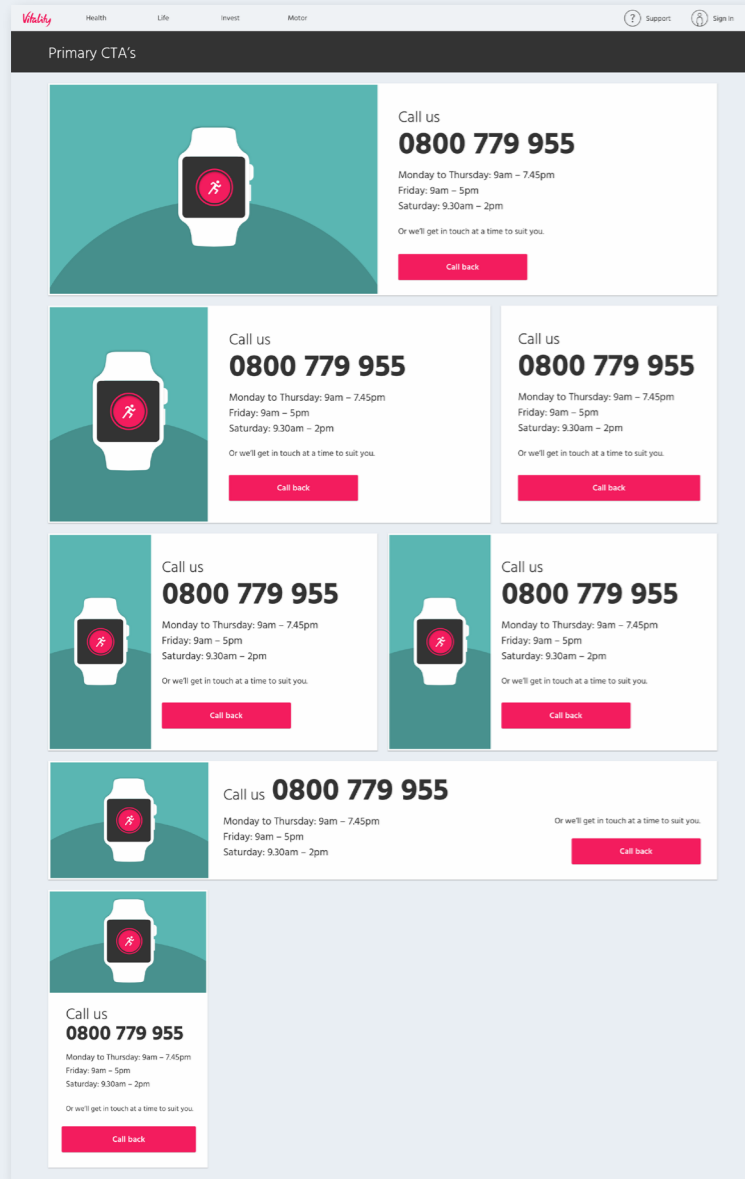 Vitality Health Life Invest Motor Support Sign In
Primary CTA's
Call us
0800 779 955
Monday to Thursday: 9am – 7.45pm
Friday: 9am – 5pm
Saturday: 9.30am – 2pm
Or we'll get in touch at a time to suit you.
Call back
Call us
0800 779 955
Monday to Thursday: 9am – 7.45pm
Friday: 9am – 5pm
Saturday: 9.30am – 2pm
Or we'll get in touch at a time to suit you.
Call back
Call us
0800 779 955
Monday to Thursday: 9am – 7.45pm
Friday: 9am – 5pm
Saturday: 9.30am – 2pm
Or we'll get in touch at a time to suit you.
Call back
Call us
0800 779 955
Monday to Thursday: 9am – 7.45pm
Friday: 9am – 5pm
Saturday: 9.30am – 2pm
Or we'll get in touch at a time to suit you.
Call back
Call us
0800 779 955
Monday to Thursday: 9am – 7.45pm
Friday: 9am – 5pm
Saturday: 9.30am – 2pm
Or we'll get in touch at a time to suit you.
Call back
Call us 0800 779 955
Monday to Thursday: 9am – 7.45pm
Friday: 9am – 5pm
Saturday: 9.30am – 2pm
Or we'll get in touch at a time to suit you.
Call back
Call us
0800 779 955
Monday to Thursday: 9am – 7.45pm
Friday: 9am – 5pm
Saturday: 9.30am – 2pm
Or we'll get in touch at a time to suit you.
Call back